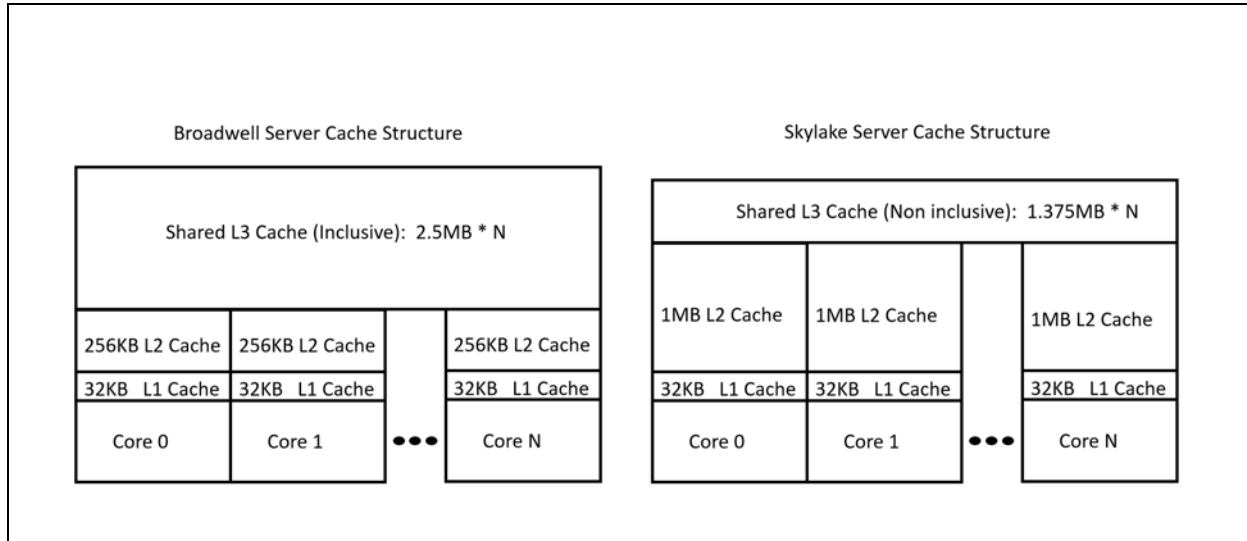 Broadwell Server Cache Structure
Shared L3 Cache (Inclusive): 2.5MB * N
256KB L2 Cache
256KB L2 Cache
256KB L2 Cache
32KB L1 Cache
32KB L1 Cache
32KB L1 Cache
Core 0
Core 1
Core N
Skylake Server Cache Structure
Shared L3 Cache (Non inclusive): 1.375MB * N
1MB L2 Cache
1MB L2 Cache
1MB L2 Cache
32KB L1 Cache
32KB L1 Cache
32KB L1 Cache
Core 0
Core 1
Core N